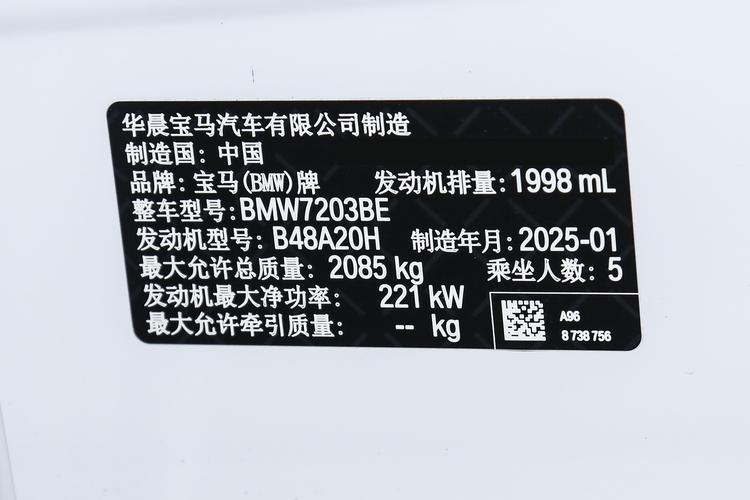 华晨宝马汽车有限公司制造
制造国: 中国
品牌: 宝马(BMW)牌 发动机排量: 1998 mL
整车型号: BMW7203BE
发动机型号: B48A20H 制造年月: 2025-01
最大允许总质量: 2085 kg 乘坐人数: 5
发动机最大净功率: 221 kW
最大允许牵引质量: -- kg
A96
8 738 756